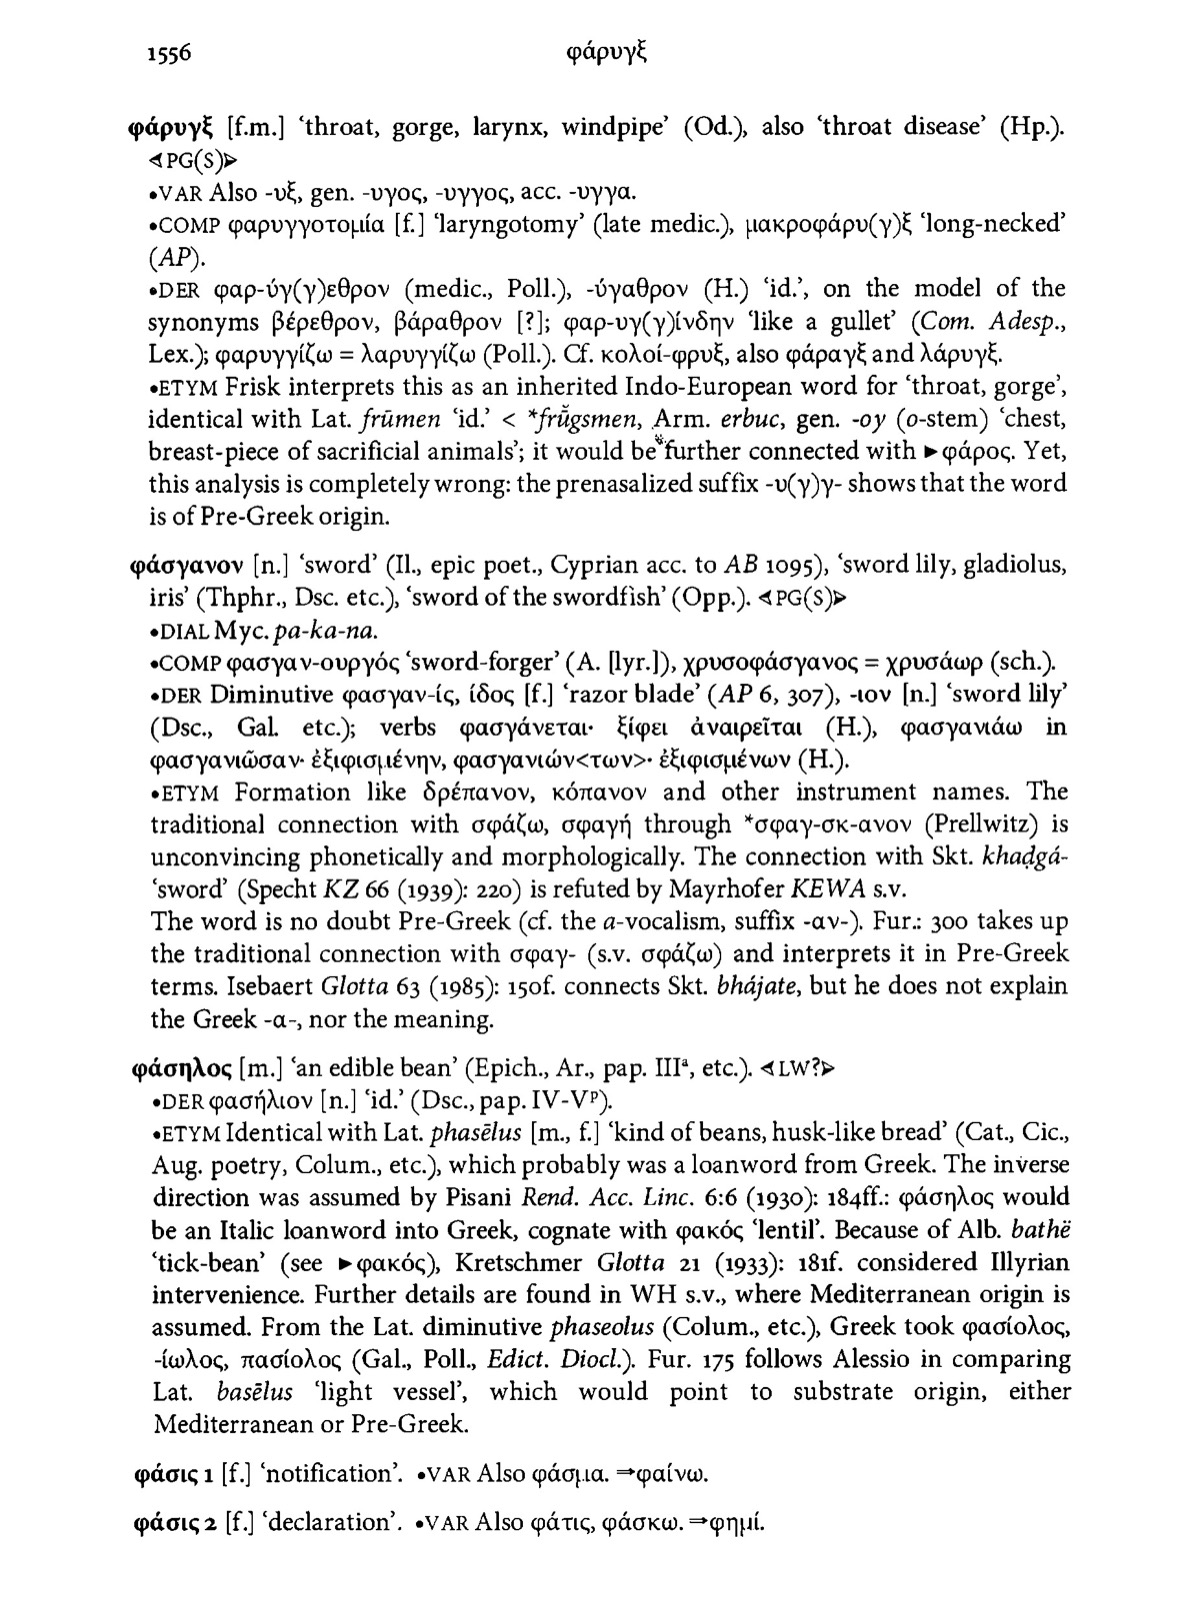 1556 φάρυγξ
φάρυγξ [f.m.] ‘throat, gorge, larynx, windpipe’ (Od.), also ‘throat disease’ (Hp.).
⋖PG(S)⋗
•VAR Also -υξ, gen. -υγος, -υγγος, acc. -υγγα.
•COMP φαρυγγοτομία [f.] ‘laryngotomy’ (late medic.), μακροφάρυ(γ)ξ ‘long-necked’
(AP).
•DER φαρ-ύγ(γ)εθρον (medic., Poll.), -ύγαθρον (H.) ‘id.’, on the model of the
synonyms βέρεθρον, βάραθρον [?]; φαρ-υγ(γ)ίνδην ‘like a gullet’ (Com. Adesp.,
Lex.); φαρυγγίζω = λαρυγγίζω (Poll.). Cf. κολοί-φρυξ, also φάραγξ and λάρυγξ.
•ETYM Frisk interprets this as an inherited Indo-European word for ‘throat, gorge’,
identical with Lat. frūmen ‘id.’ < *frū̆gsmen, Arm. erbuc, gen. -oy (o-stem) ‘chest,
breast-piece of sacrificial animals’; it would be further connected with ►φάρος. Yet,
this analysis is completely wrong: the prenasalized suffix -υ(γ)γ- shows that the word
is of Pre-Greek origin.
φάσγανον [n.] ‘sword’ (Il., epic poet., Cyprian acc. to AB 1095), ‘sword lily, gladiolus,
iris’ (Thphr., Dsc. etc.), ‘sword of the swordfish’ (Opp.). ⋖PG(S)⋗
•DIAL Myc. pa-ka-na.
•COMP φασγαν-ουργός ‘sword-forger’ (A. [lyr.]), χρυσοφάσγανος = χρυσάωρ (sch.).
•DER Diminutive φασγαν-ίς, ίδος [f.] ‘razor blade’ (AP 6, 307), -ιον [n.] ‘sword lily’
(Dsc., Gal. etc.); verbs φασγάνεται· ξίφει ἀναιρεῖται (H.), φασγανιάω in
φασγανιῶσαν· ἐξιφισμένην, φασγανιών<των>· ἐξιφισμένων (H.).
•ETYM Formation like δρέπανον, κόπανον and other instrument names. The
traditional connection with σφάζω, σφαγή through *σφαγ-σκ-ανον (Prellwitz) is
unconvincing phonetically and morphologically. The connection with Skt. khaḍgá-
‘sword’ (Specht KZ 66 (1939): 220) is refuted by Mayrhofer KEWA s.v.
The word is no doubt Pre-Greek (cf. the a-vocalism, suffix -αν-). Fur.: 300 takes up
the traditional connection with σφαγ- (s.v. σφάζω) and interprets it in Pre-Greek
terms. Isebaert Glotta 63 (1985): 150f. connects Skt. bhájate, but he does not explain
the Greek -α-, nor the meaning.
φάσηλος [m.] ‘an edible bean’ (Epich., Ar., pap. IIIᵃ, etc.). ⋖LW?⋗
•DER φασήλιον [n.] ‘id.’ (Dsc., pap. IV-Vᵖ).
•ETYM Identical with Lat. phasēlus [m., f.] ‘kind of beans, husk-like bread’ (Cat., Cic.,
Aug. poetry, Colum., etc.), which probably was a loanword from Greek. The inverse
direction was assumed by Pisani Rend. Acc. Linc. 6:6 (1930): 184ff.: φάσηλος would
be an Italic loanword into Greek, cognate with φακός ‘lentil’. Because of Alb. bathë
‘tick-bean’ (see ►φακός), Kretschmer Glotta 21 (1933): 181f. considered Illyrian
intervenience. Further details are found in WH s.v., where Mediterranean origin is
assumed. From the Lat. diminutive phaseolus (Colum., etc.), Greek took φασίολος,
-ίωλος, πασίολος (Gal., Poll., Edict. Diocl.). Fur. 175 follows Alessio in comparing
Lat. basēlus ‘light vessel’, which would point to substrate origin, either
Mediterranean or Pre-Greek.
φάσις 1 [f.] ‘notification’. •VAR Also φάσμα. ⇒φαίνω.
φάσις 2 [f.] ‘declaration’. •VAR Also φάτις, φάσκω. ⇒φημί.